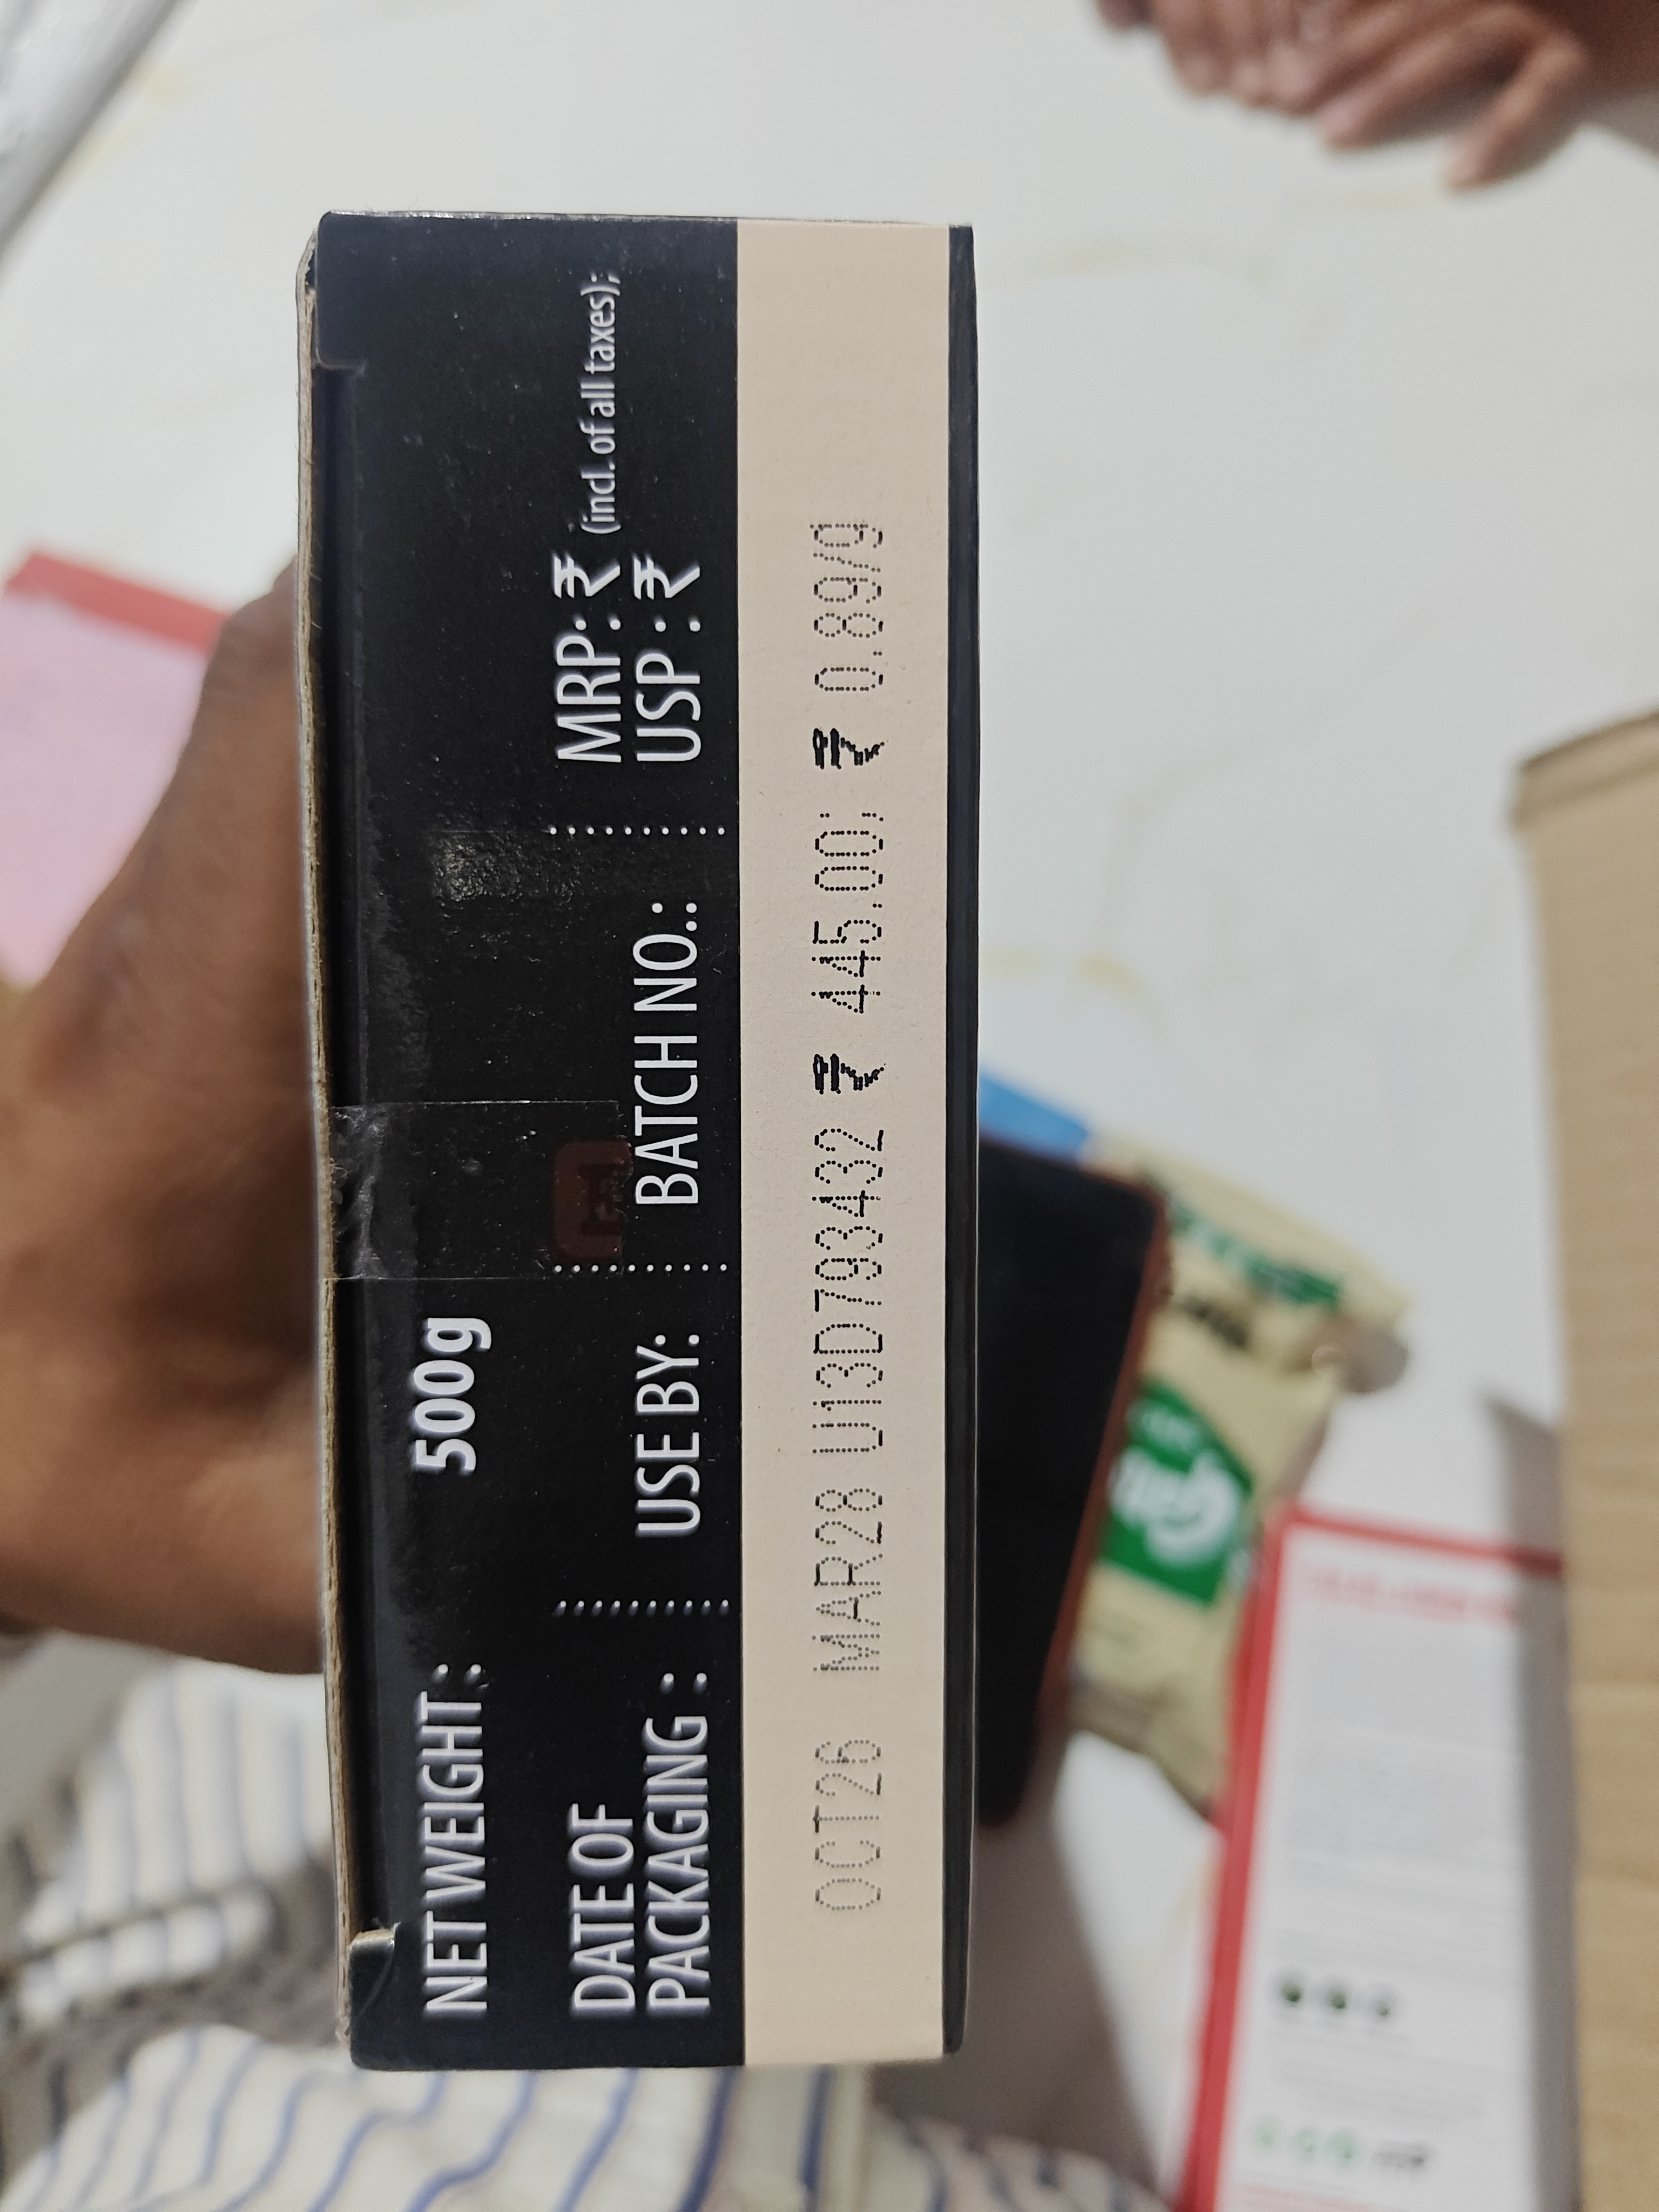 NET WEIGHT: 500g
DATE OF PACKAGING :
USE BY:
BATCH NO.:
MRP: ₹ (incl. of all taxes);
USP : ₹
OCT26 MAR28 U13D793432 ₹ 445.00; ₹ 0.89/g